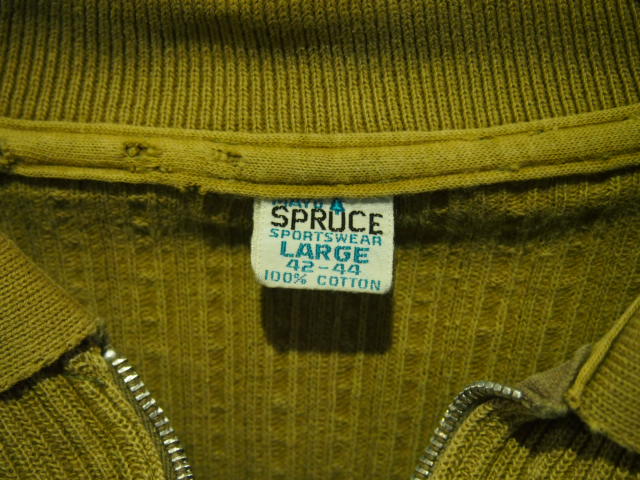 SPRUCE
SPORTSWEAR
LARGE
42-44
100% COTTON